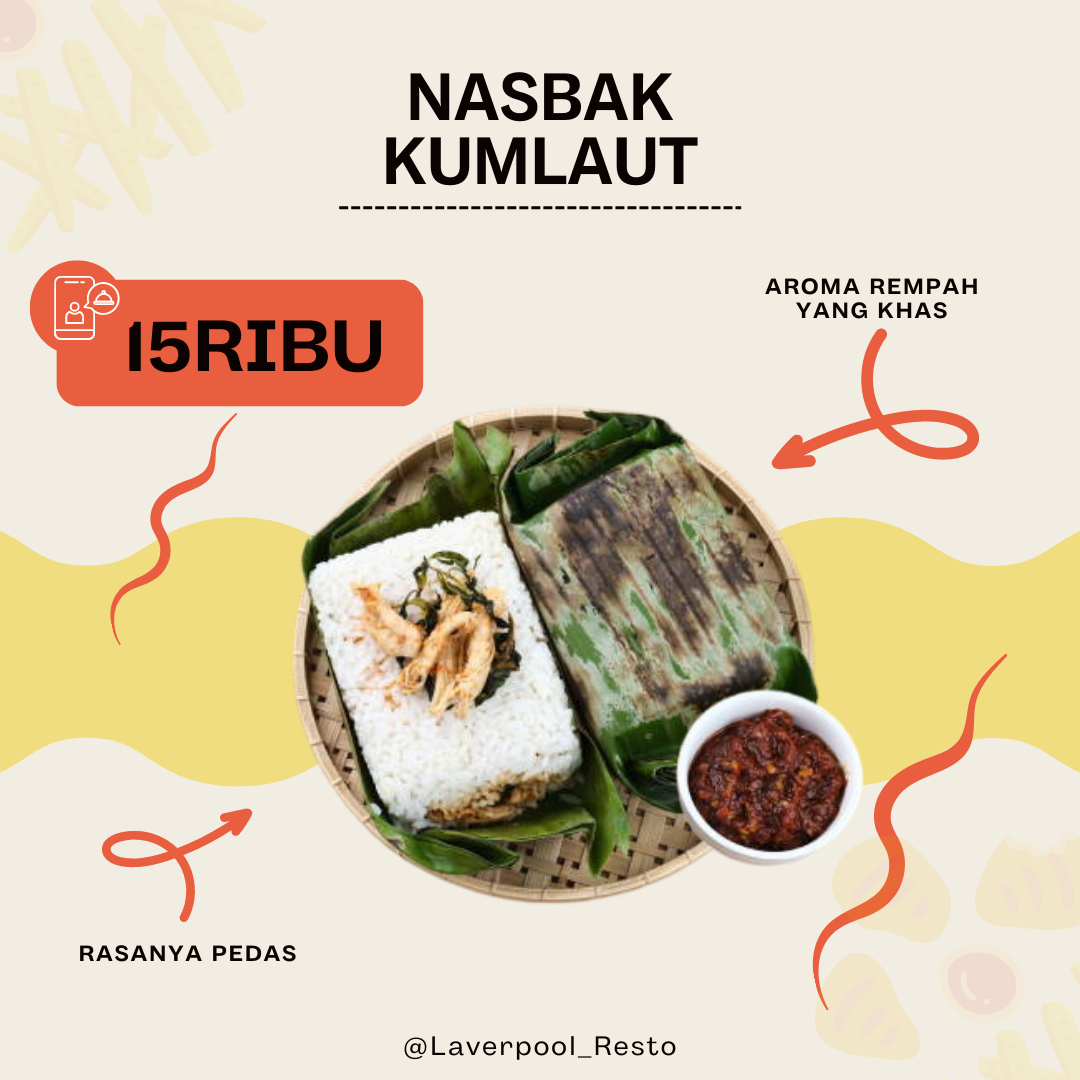 NASBAK
KUMLAUT
15RIBU
AROMA REMPAH
YANG KHAS
RASANYA PEDAS
@Laverpool_Resto